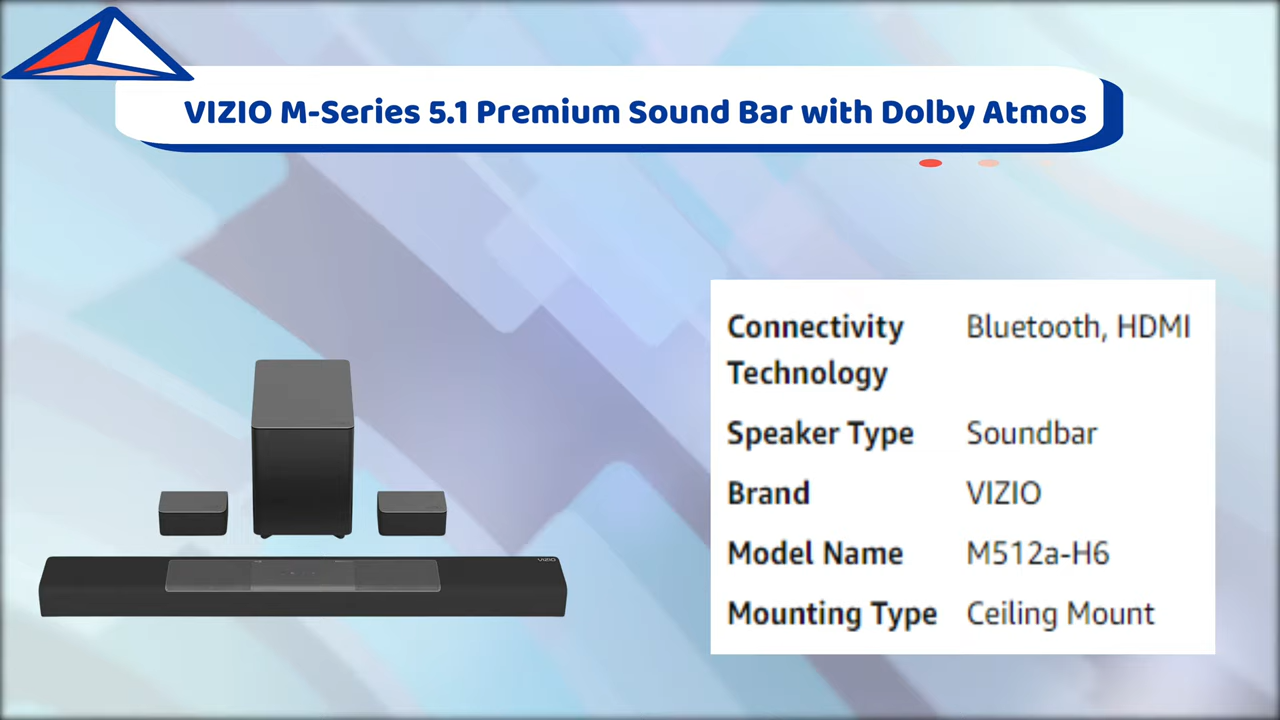 VIZIO M-Series 5.1 Premium Sound Bar with Dolby Atmos
Connectivity Technology Bluetooth, HDMI
Speaker Type Soundbar
Brand VIZIO
Model Name M512a-H6
Mounting Type Ceiling Mount
VIZIO